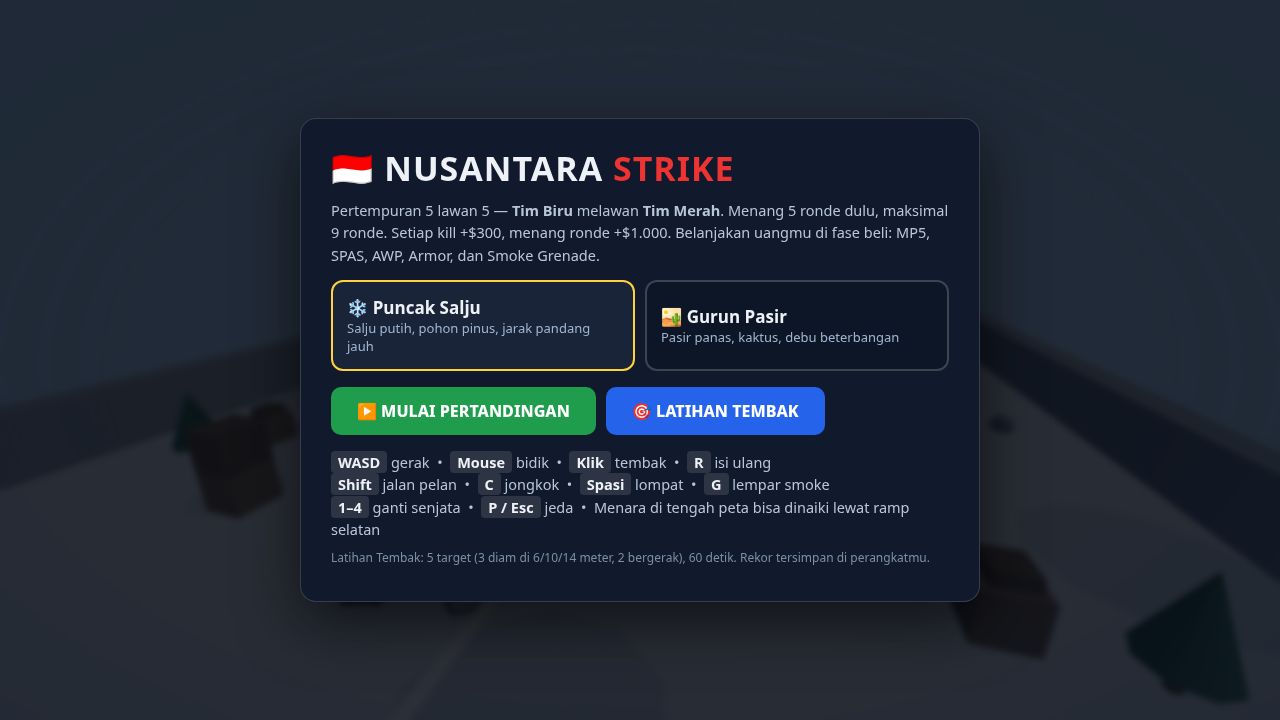 NUSANTARA STRIKE
Pertempuran 5 lawan 5 — Tim Biru melawan Tim Merah. Menang 5 ronde dulu, maksimal
9 ronde. Setiap kill +$300, menang ronde +$1.000. Belanjakan uangmu di fase beli: MP5,
SPAS, AWP, Armor, dan Smoke Grenade.
❄️ Puncak Salju
Salju putih, pohon pinus, jarak pandang
jauh
🏜️ Gurun Pasir
Pasir panas, kaktus, debu beterbangan
▶️ MULAI PERTANDINGAN
🎯 LATIHAN TEMBAK
WASD gerak • Mouse bidik • Klik tembak • R isi ulang
Shift jalan pelan • C jongkok • Spasi lompat • G lempar smoke
1–4 ganti senjata • P / Esc jeda • Menara di tengah peta bisa dinaiki lewat ramp
selatan
Latihan Tembak: 5 target (3 diam di 6/10/14 meter, 2 bergerak), 60 detik. Rekor tersimpan di perangkatmu.